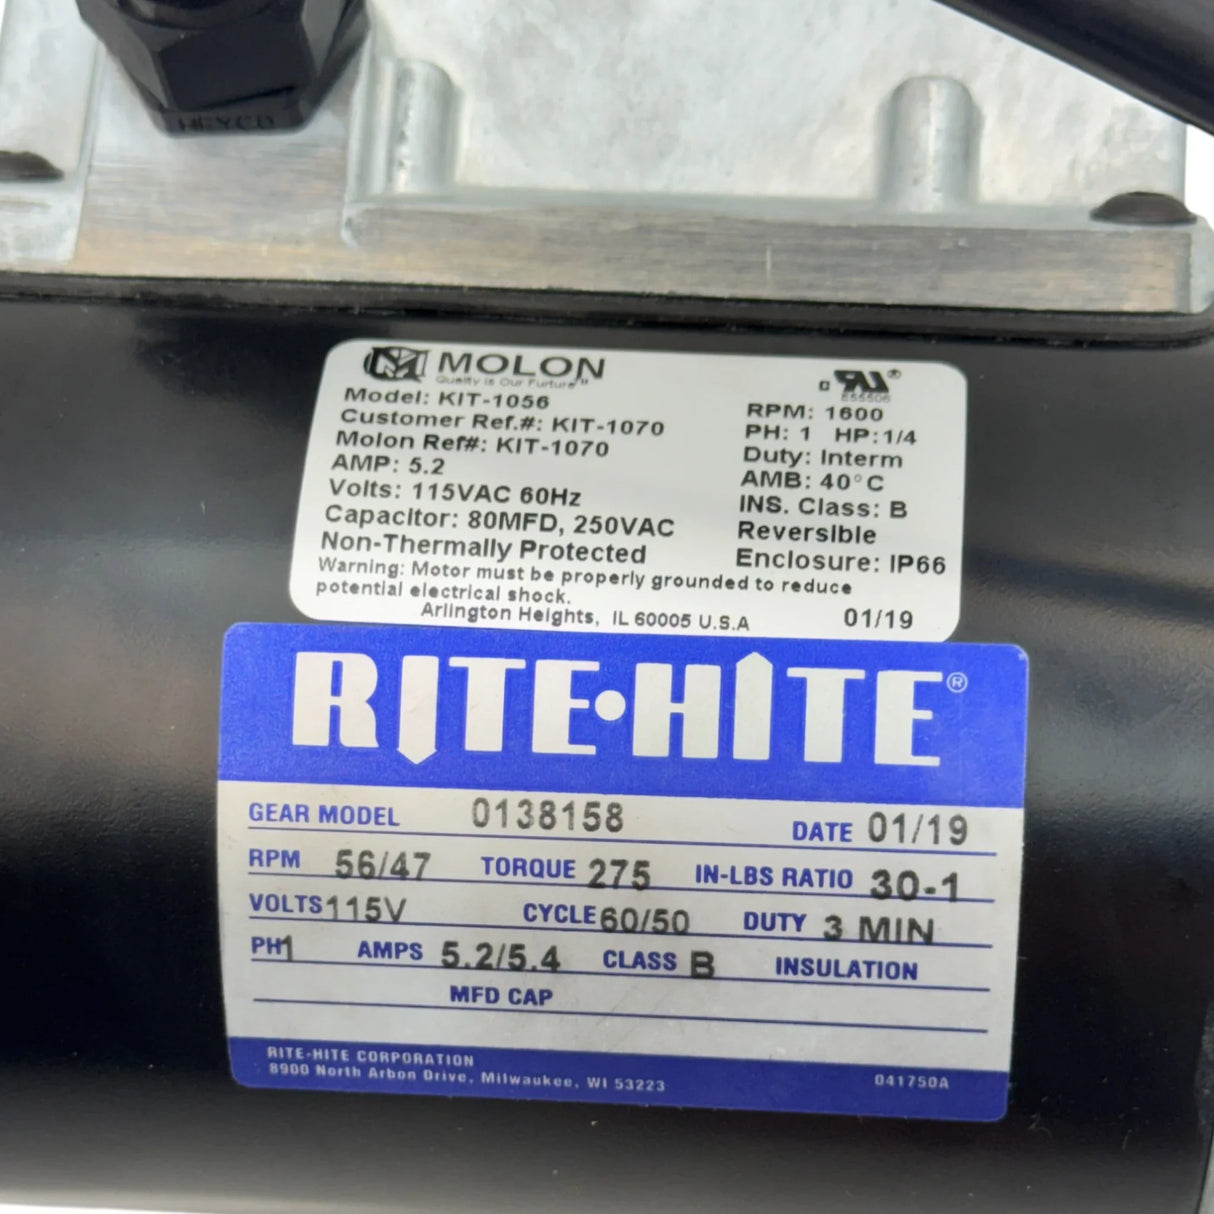 HEYCO
MOLON
Quality is Our Furture™
Model: KIT-1056
Customer Ref.#: KIT-1070
Molon Ref#: KIT-1070
AMP: 5.2
Volts: 115VAC 60Hz
Capacitor: 80MFD, 250VAC
Non-Thermally Protected
c RU® US
E55506
RPM: 1600
PH: 1 HP:1/4
Duty: Interm
AMB: 40°C
INS. Class: B
Reversible
Enclosure: IP66
Warning: Motor must be properly grounded to reduce
potential electrical shock.
Arlington Heights, IL 60005 U.S.A 01/19
RITE•HITE®
GEAR MODEL 0138158 DATE 01/19
RPM 56/47 TORQUE 275 IN-LBS RATIO 30-1
VOLTS 115V CYCLE 60/50 DUTY 3 MIN
PH 1 AMPS 5.2/5.4 CLASS B INSULATION
MFD CAP
RITE-HITE CORPORATION
8900 North Arbon Drive, Milwaukee, WI 53223 041750A